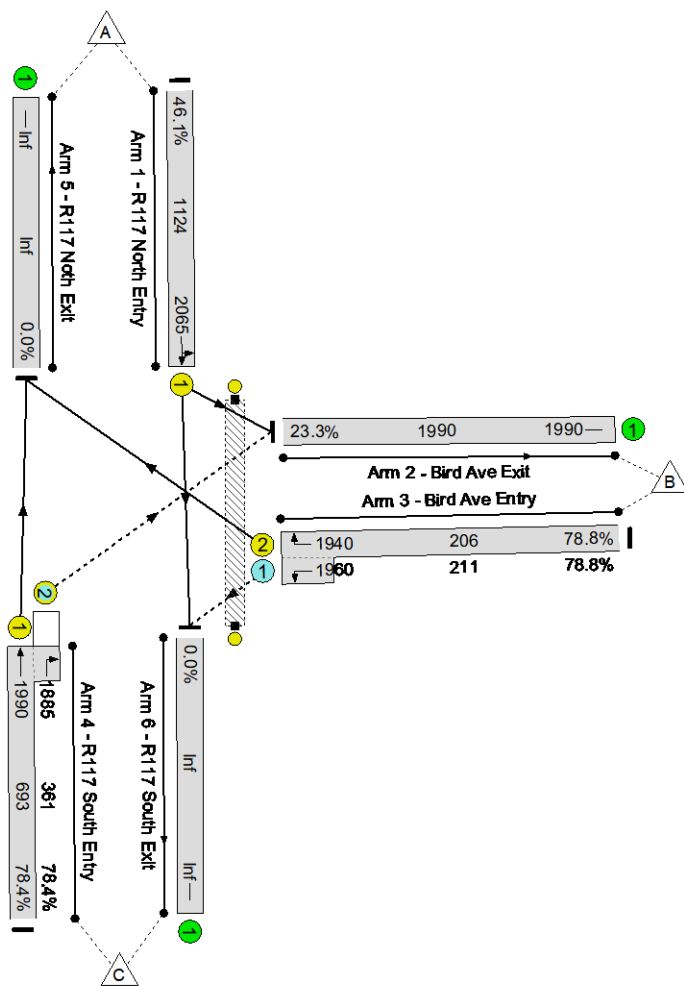 A
1
1
— Inf
Inf
0.0%
Arm 5 - R117 Noth Exit
Arm 1 - R117 North Entry
46.1%
1124
2065
1
23.3%
1990
1990
1
Arm 2 - Bird Ave Exit
B
Arm 3 - Bird Ave Entry
2
1940
206
78.8%
1
1960
211
78.8%
2
1
1990
693
78.4%
1885
361
78.4%
Arm 4 - R117 South Entry
Arm 6 - R117 South Exit
0.0%
Inf
Inf —
1
C